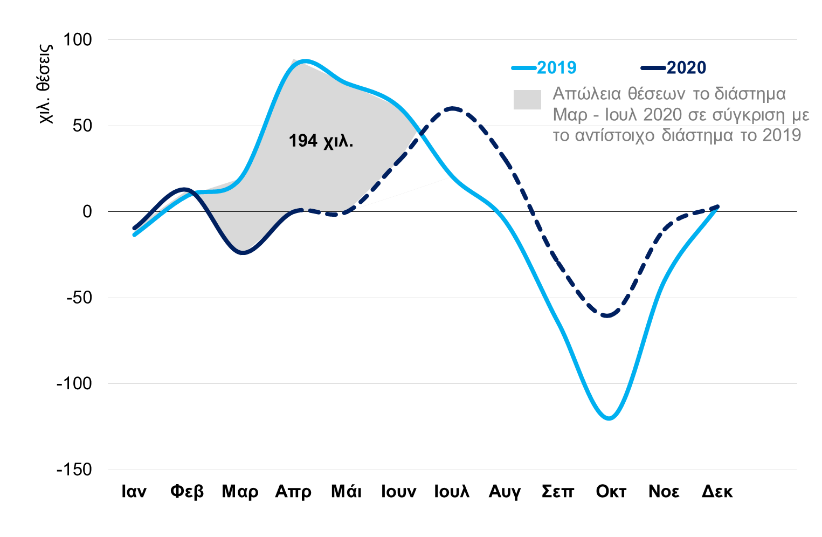 χιλ. θέσεις
100
50
0
-50
-100
-150
2019
2020
Απώλεια θέσεων το διάστημα
Μαρ - Ιουλ 2020 σε σύγκριση με
το αντίστοιχο διάστημα το 2019
194 χιλ.
Ιαν Φεβ Μαρ Απρ Μάι Ιουν Ιουλ Αυγ Σεπ Οκτ Νοε Δεκ